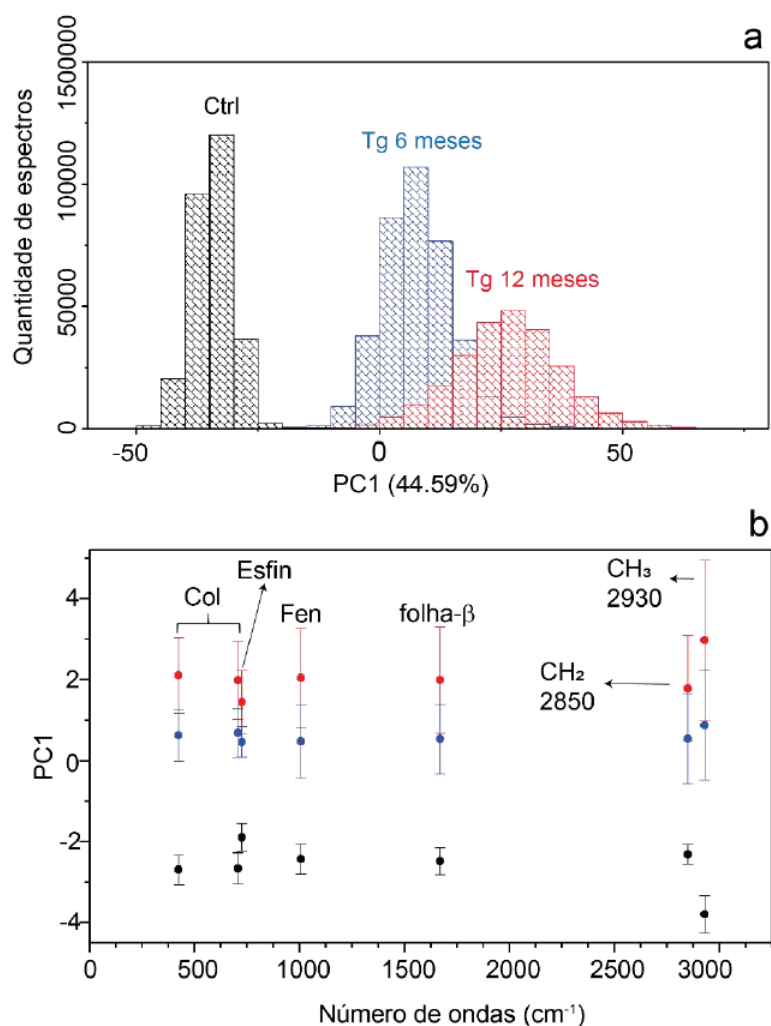 a
1500000
100000
50000
0
Quantidade de espectros
Ctrl
Tg 6 meses
Tg 12 meses
-50
0
50
PC1 (44.59%)
b
4
2
0
-2
-4
PC1
Esfin
Col
Fen
folha-β
CH₃
2930
CH₂
2850
0
500
1000
1500
2000
2500
3000
Número de ondas (cm⁻¹)